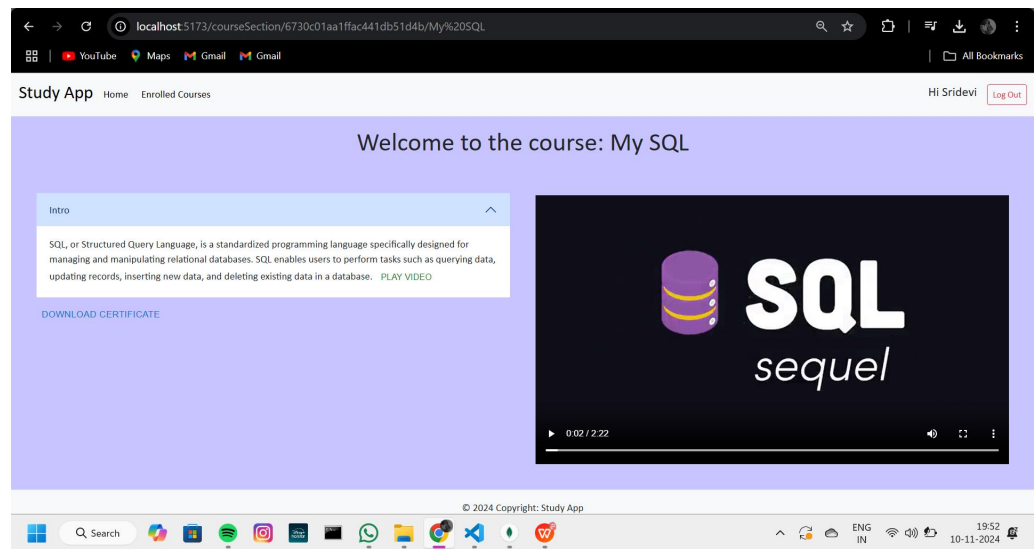 localhost:5173/courseSection/6730c01aa1ffac441db51d4b/My%20SQL
YouTube Maps Gmail Gmail All Bookmarks
Study App Home Enrolled Courses Hi Sridevi Log Out
Welcome to the course: My SQL
Intro
SQL, or Structured Query Language, is a standardized programming language specifically designed for
managing and manipulating relational databases. SQL enables users to perform tasks such as querying data,
updating records, inserting new data, and deleting existing data in a database. PLAY VIDEO
DOWNLOAD CERTIFICATE
SQL
sequel
0:02 / 2:22
© 2024 Copyright: Study App
Search
ENG
IN
19:52
10-11-2024